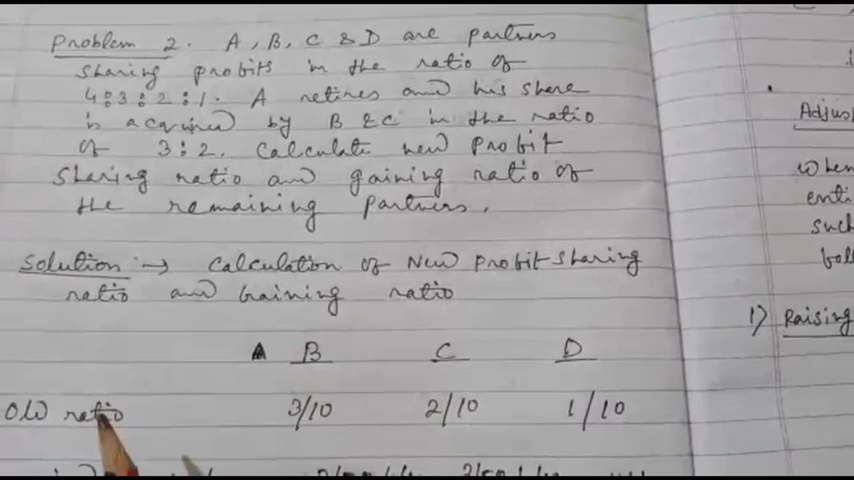 Problem 2. A, B, C & D are partners
sharing profits in the ratio of
4:3:2:1. A retires and his share
is acquired by B & C in the ratio
of 3:2. Calculate new profit
sharing ratio and gaining ratio of
the remaining partners.
Solution :→ Calculation of New Profit sharing
ratio and Gaining ratio
A B C D
Old ratio 3/10 2/10 1/10
Adjus
when
enti
suc
1) Raising